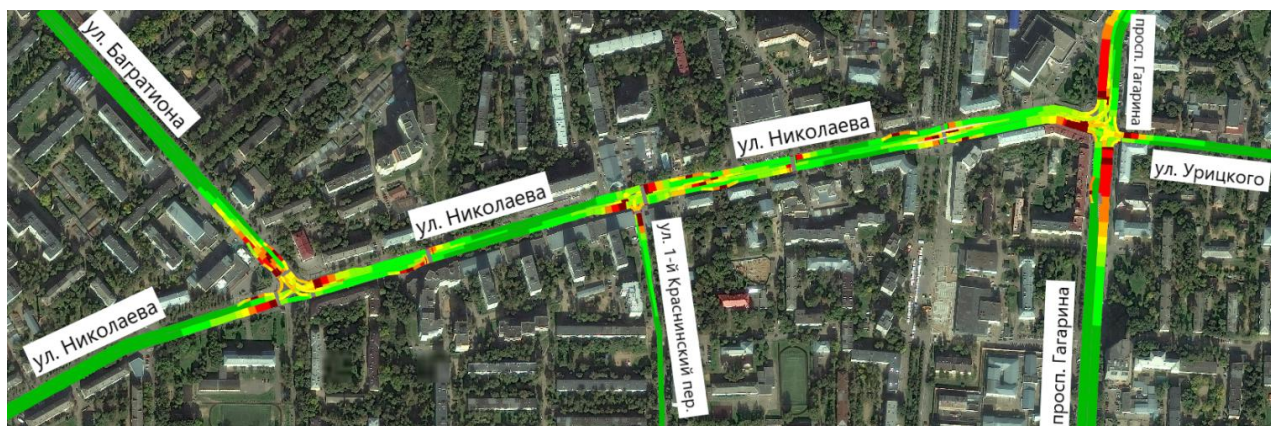 ул. Багратиона
просп. Гагарина
ул. Николаева
ул. Урицкого
ул. Николаева
ул. 1-й Краснинский пер.
ул. Николаева
просп. Гагарина